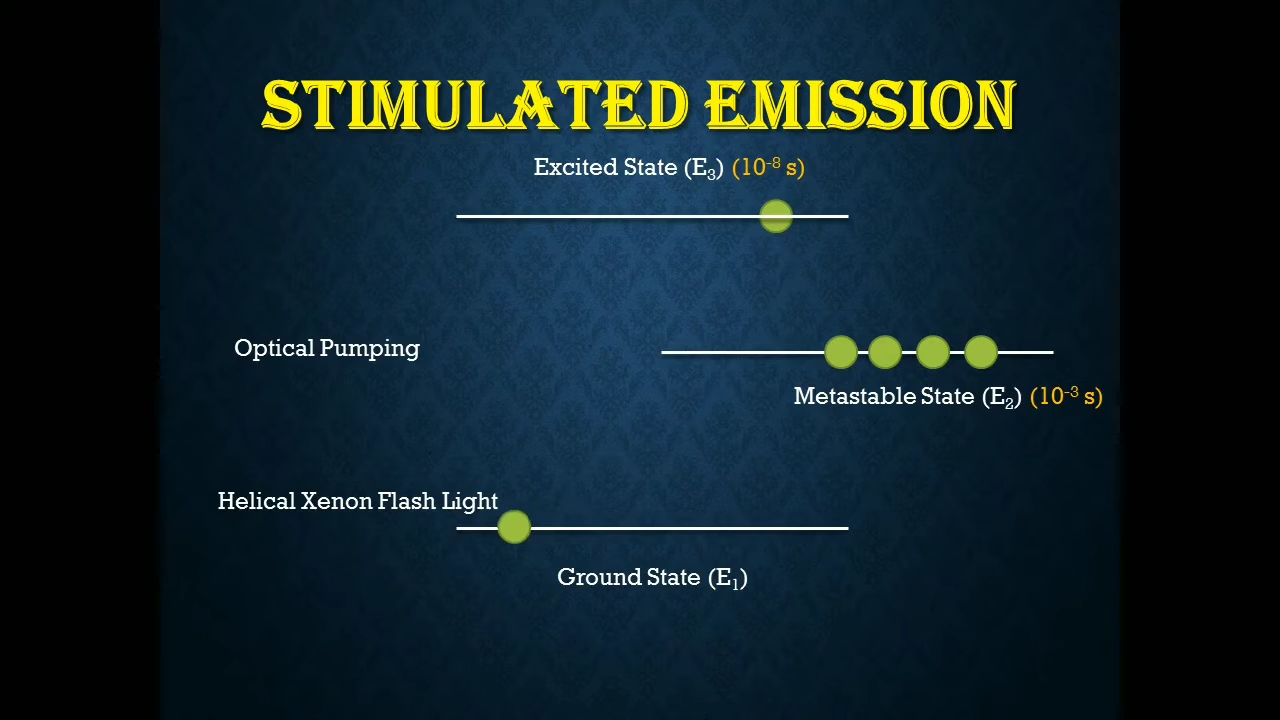 STIMULATED EMISSION
Excited State (E₃) (10⁻⁸ s)
Optical Pumping
Metastable State (E₂) (10⁻³ s)
Helical Xenon Flash Light
Ground State (E₁)